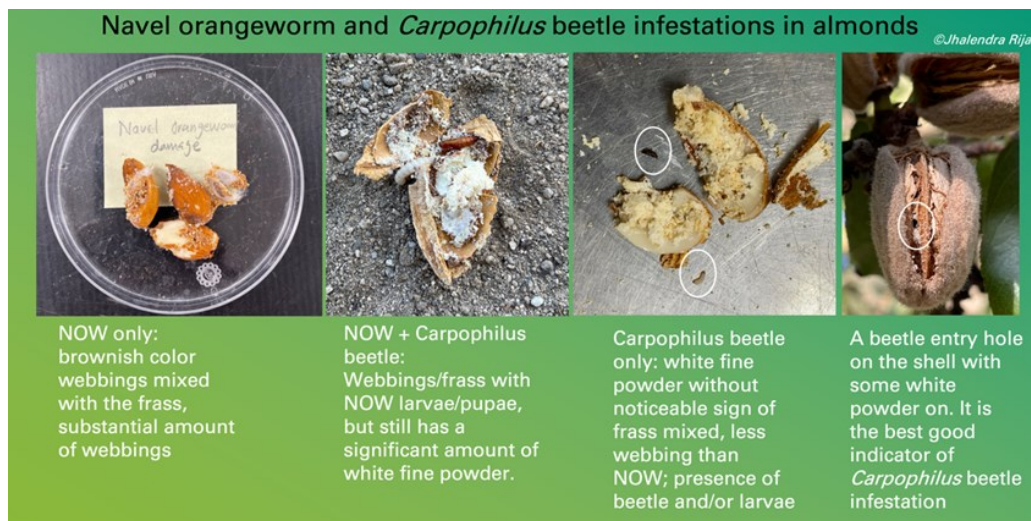 Navel orangeworm and Carpophilus beetle infestations in almonds
©Jhalendra Rija
Navel orangeworm
damage
NOW only:
brownish color
webbings mixed
with the frass,
substantial amount
of webbings
NOW + Carpophilus
beetle:
Webbings/frass with
NOW larvae/pupae,
but still has a
significant amount of
white fine powder.
Carpophilus beetle
only: white fine
powder without
noticeable sign of
frass mixed, less
webbing than
NOW; presence of
beetle and/or larvae
A beetle entry hole
on the shell with
some white
powder on. It is
the best good
indicator of
Carpophilus beetle
infestation